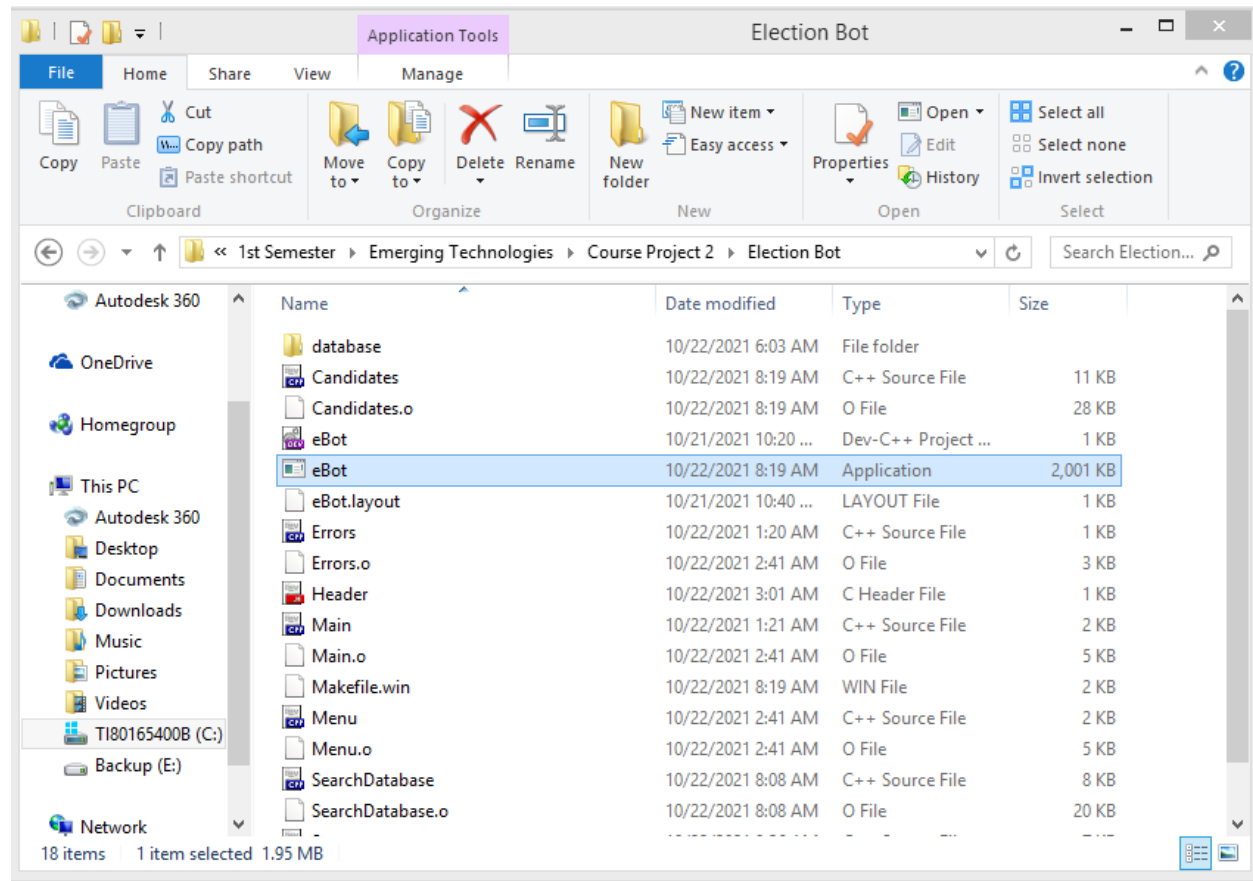 Application Tools Election Bot
File Home Share View Manage
Copy Paste Cut Copy path Paste shortcut Move to Copy to Delete Rename New folder New item Easy access Properties Open Edit History Select all Select none Invert selection
Clipboard Organize New Open Select
« 1st Semester Emerging Technologies Course Project 2 Election Bot Search Election...
Name Date modified Type Size
Autodesk 360
OneDrive
Homegroup
This PC
Autodesk 360
Desktop
Documents
Downloads
Music
Pictures
Videos
TI80165400B (C:)
Backup (E:)
Network
database 10/22/2021 6:03 AM File folder
Candidates 10/22/2021 8:19 AM C++ Source File 11 KB
Candidates.o 10/22/2021 8:19 AM O File 28 KB
eBot 10/21/2021 10:20 ... Dev-C++ Project ... 1 KB
eBot 10/22/2021 8:19 AM Application 2,001 KB
eBot.layout 10/21/2021 10:40 ... LAYOUT File 1 KB
Errors 10/22/2021 1:20 AM C++ Source File 1 KB
Errors.o 10/22/2021 2:41 AM O File 3 KB
Header 10/22/2021 3:01 AM C Header File 1 KB
Main 10/22/2021 1:21 AM C++ Source File 2 KB
Main.o 10/22/2021 2:41 AM O File 5 KB
Makefile.win 10/22/2021 8:19 AM WIN File 2 KB
Menu 10/22/2021 2:41 AM C++ Source File 2 KB
Menu.o 10/22/2021 2:41 AM O File 5 KB
SearchDatabase 10/22/2021 8:08 AM C++ Source File 8 KB
SearchDatabase.o 10/22/2021 8:08 AM O File 20 KB
18 items 1 item selected 1.95 MB